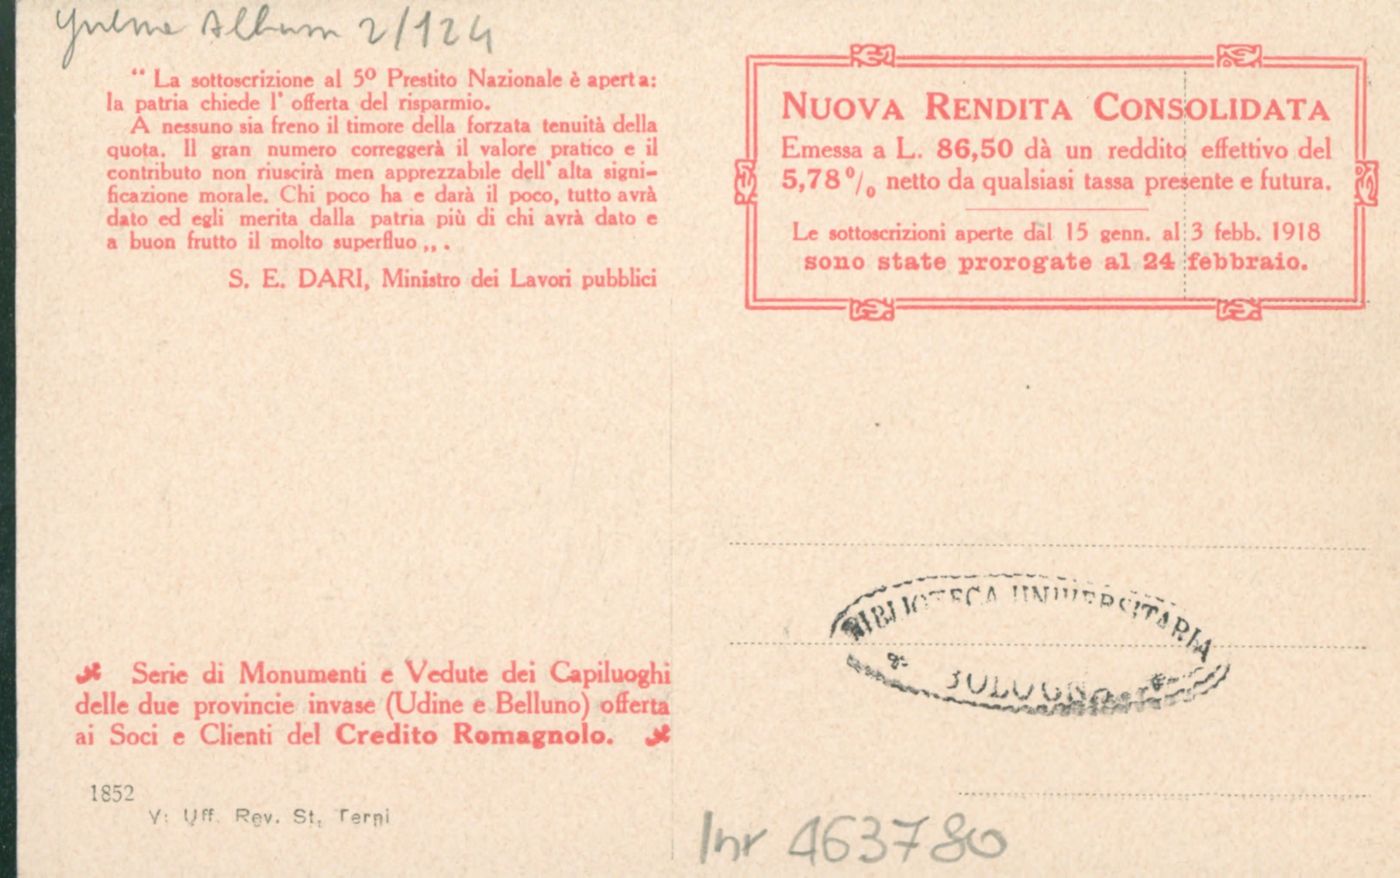 Album 2/124
“ La sottoscrizione al 5º Prestito Nazionale è aperta:
la patria chiede l' offerta del risparmio.
A nessuno sia freno il timore della forzata tenuità della
quota. Il gran numero correggerà il valore pratico e il
contributo non riuscirà men apprezzabile dell' alta signi-
ficazione morale. Chi poco ha e darà il poco, tutto avrà
dato ed egli merita dalla patria più di chi avrà dato e
a buon frutto il molto superfluo „ .
S. E. DARI, Ministro dei Lavori pubblici
NUOVA RENDITA CONSOLIDATA
Emessa a L. 86,50 dà un reddito effettivo del
5,78 % netto da qualsiasi tassa presente e futura.
Le sottoscrizioni aperte dal 15 genn. al 3 febb. 1918
sono state prorogate al 24 febbraio.
BIBLIOTECA UNIVERSITARIA
BOLOGNA
Serie di Monumenti e Vedute dei Capiluoghi
delle due provincie invase (Udine e Belluno) offerta
ai Soci e Clienti del Credito Romagnolo.
1852
V: Uff. Rev. St. Terni
Inr 463780